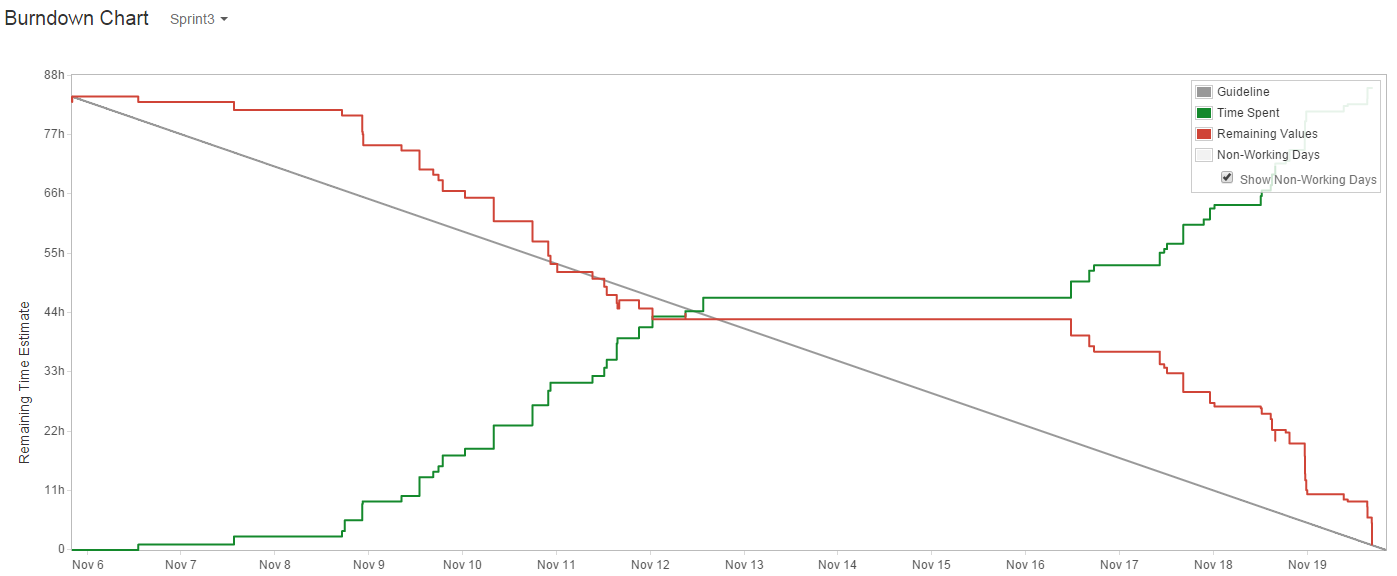 Burndown Chart Sprint3
88h
77h
66h
55h
44h
33h
22h
11h
0
Remaining Time Estimate
Guideline
Time Spent
Remaining Values
Non-Working Days
Show Non-Working Days
Nov 6 Nov 7 Nov 8 Nov 9 Nov 10 Nov 11 Nov 12 Nov 13 Nov 14 Nov 15 Nov 16 Nov 17 Nov 18 Nov 19